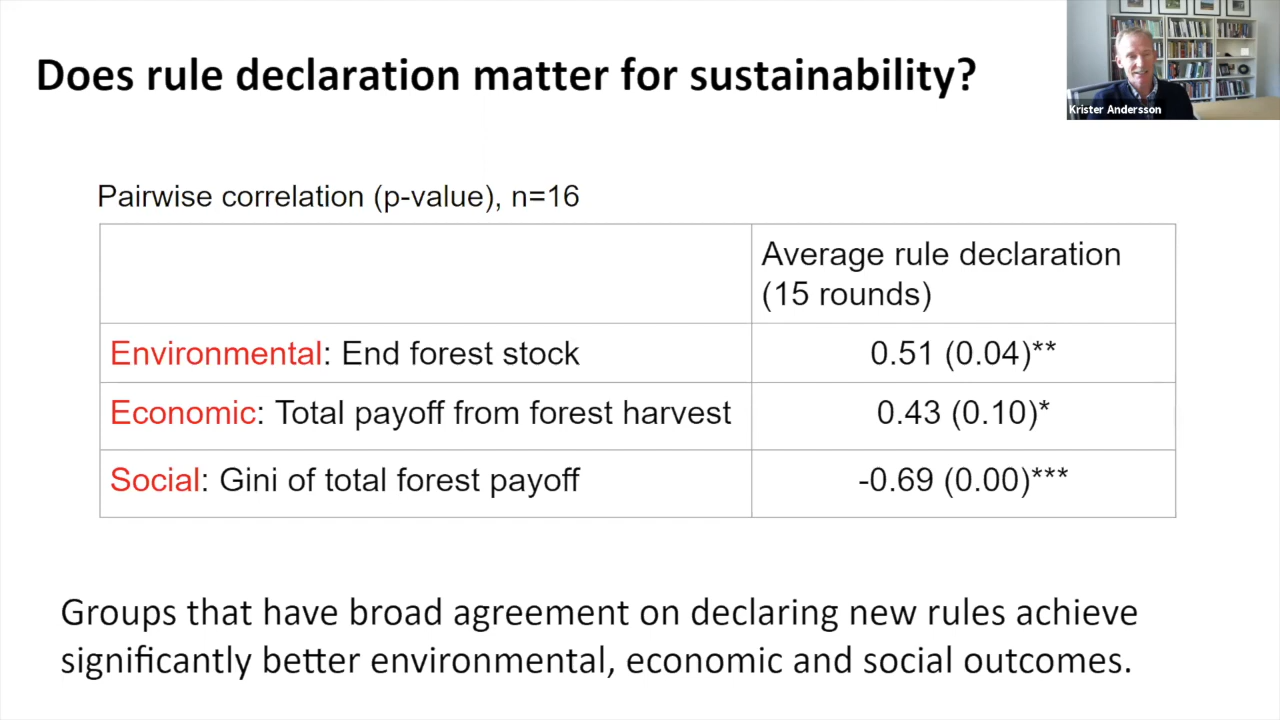 Does rule declaration matter for sustainability?
Krister Andersson
Pairwise correlation (p-value), n=16
Average rule declaration
(15 rounds)
Environmental: End forest stock
0.51 (0.04)**
Economic: Total payoff from forest harvest
0.43 (0.10)*
Social: Gini of total forest payoff
-0.69 (0.00)***
Groups that have broad agreement on declaring new rules achieve
significantly better environmental, economic and social outcomes.